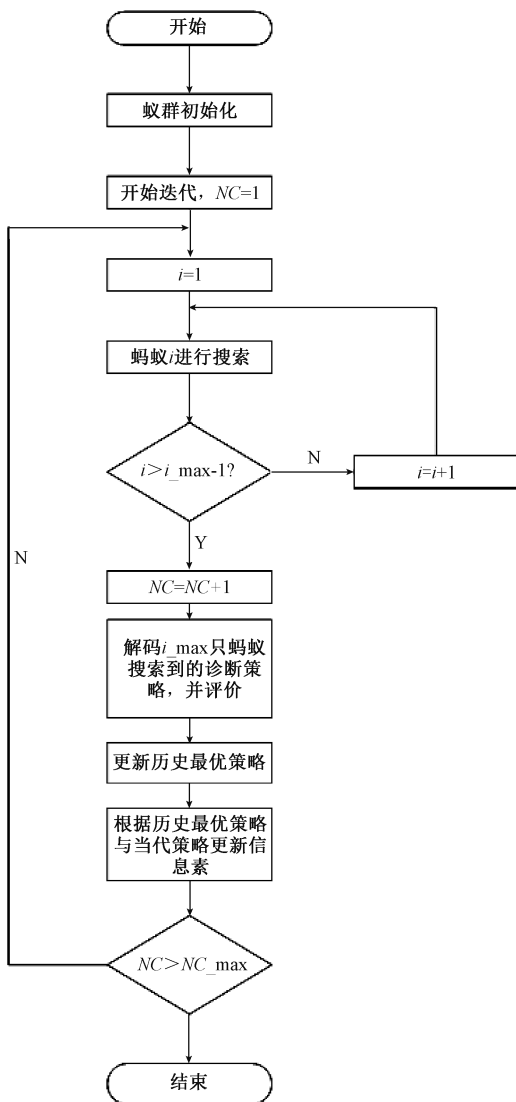 开始
蚁群初始化
开始迭代，NC=1
i=1
蚂蚁i进行搜索
i＞i_max-1?
N
i=i+1
Y
N
NC=NC+1
解码i_max只蚂蚁
搜索到的诊断策
略，并评价
更新历史最优策略
根据历史最优策略
与当代策略更新信
息素
NC＞NC_max
结束